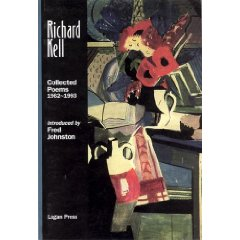 Richard
Kell
Collected
Poems
1962–1993
Introduced by
Fred
Johnston
Lagan Press